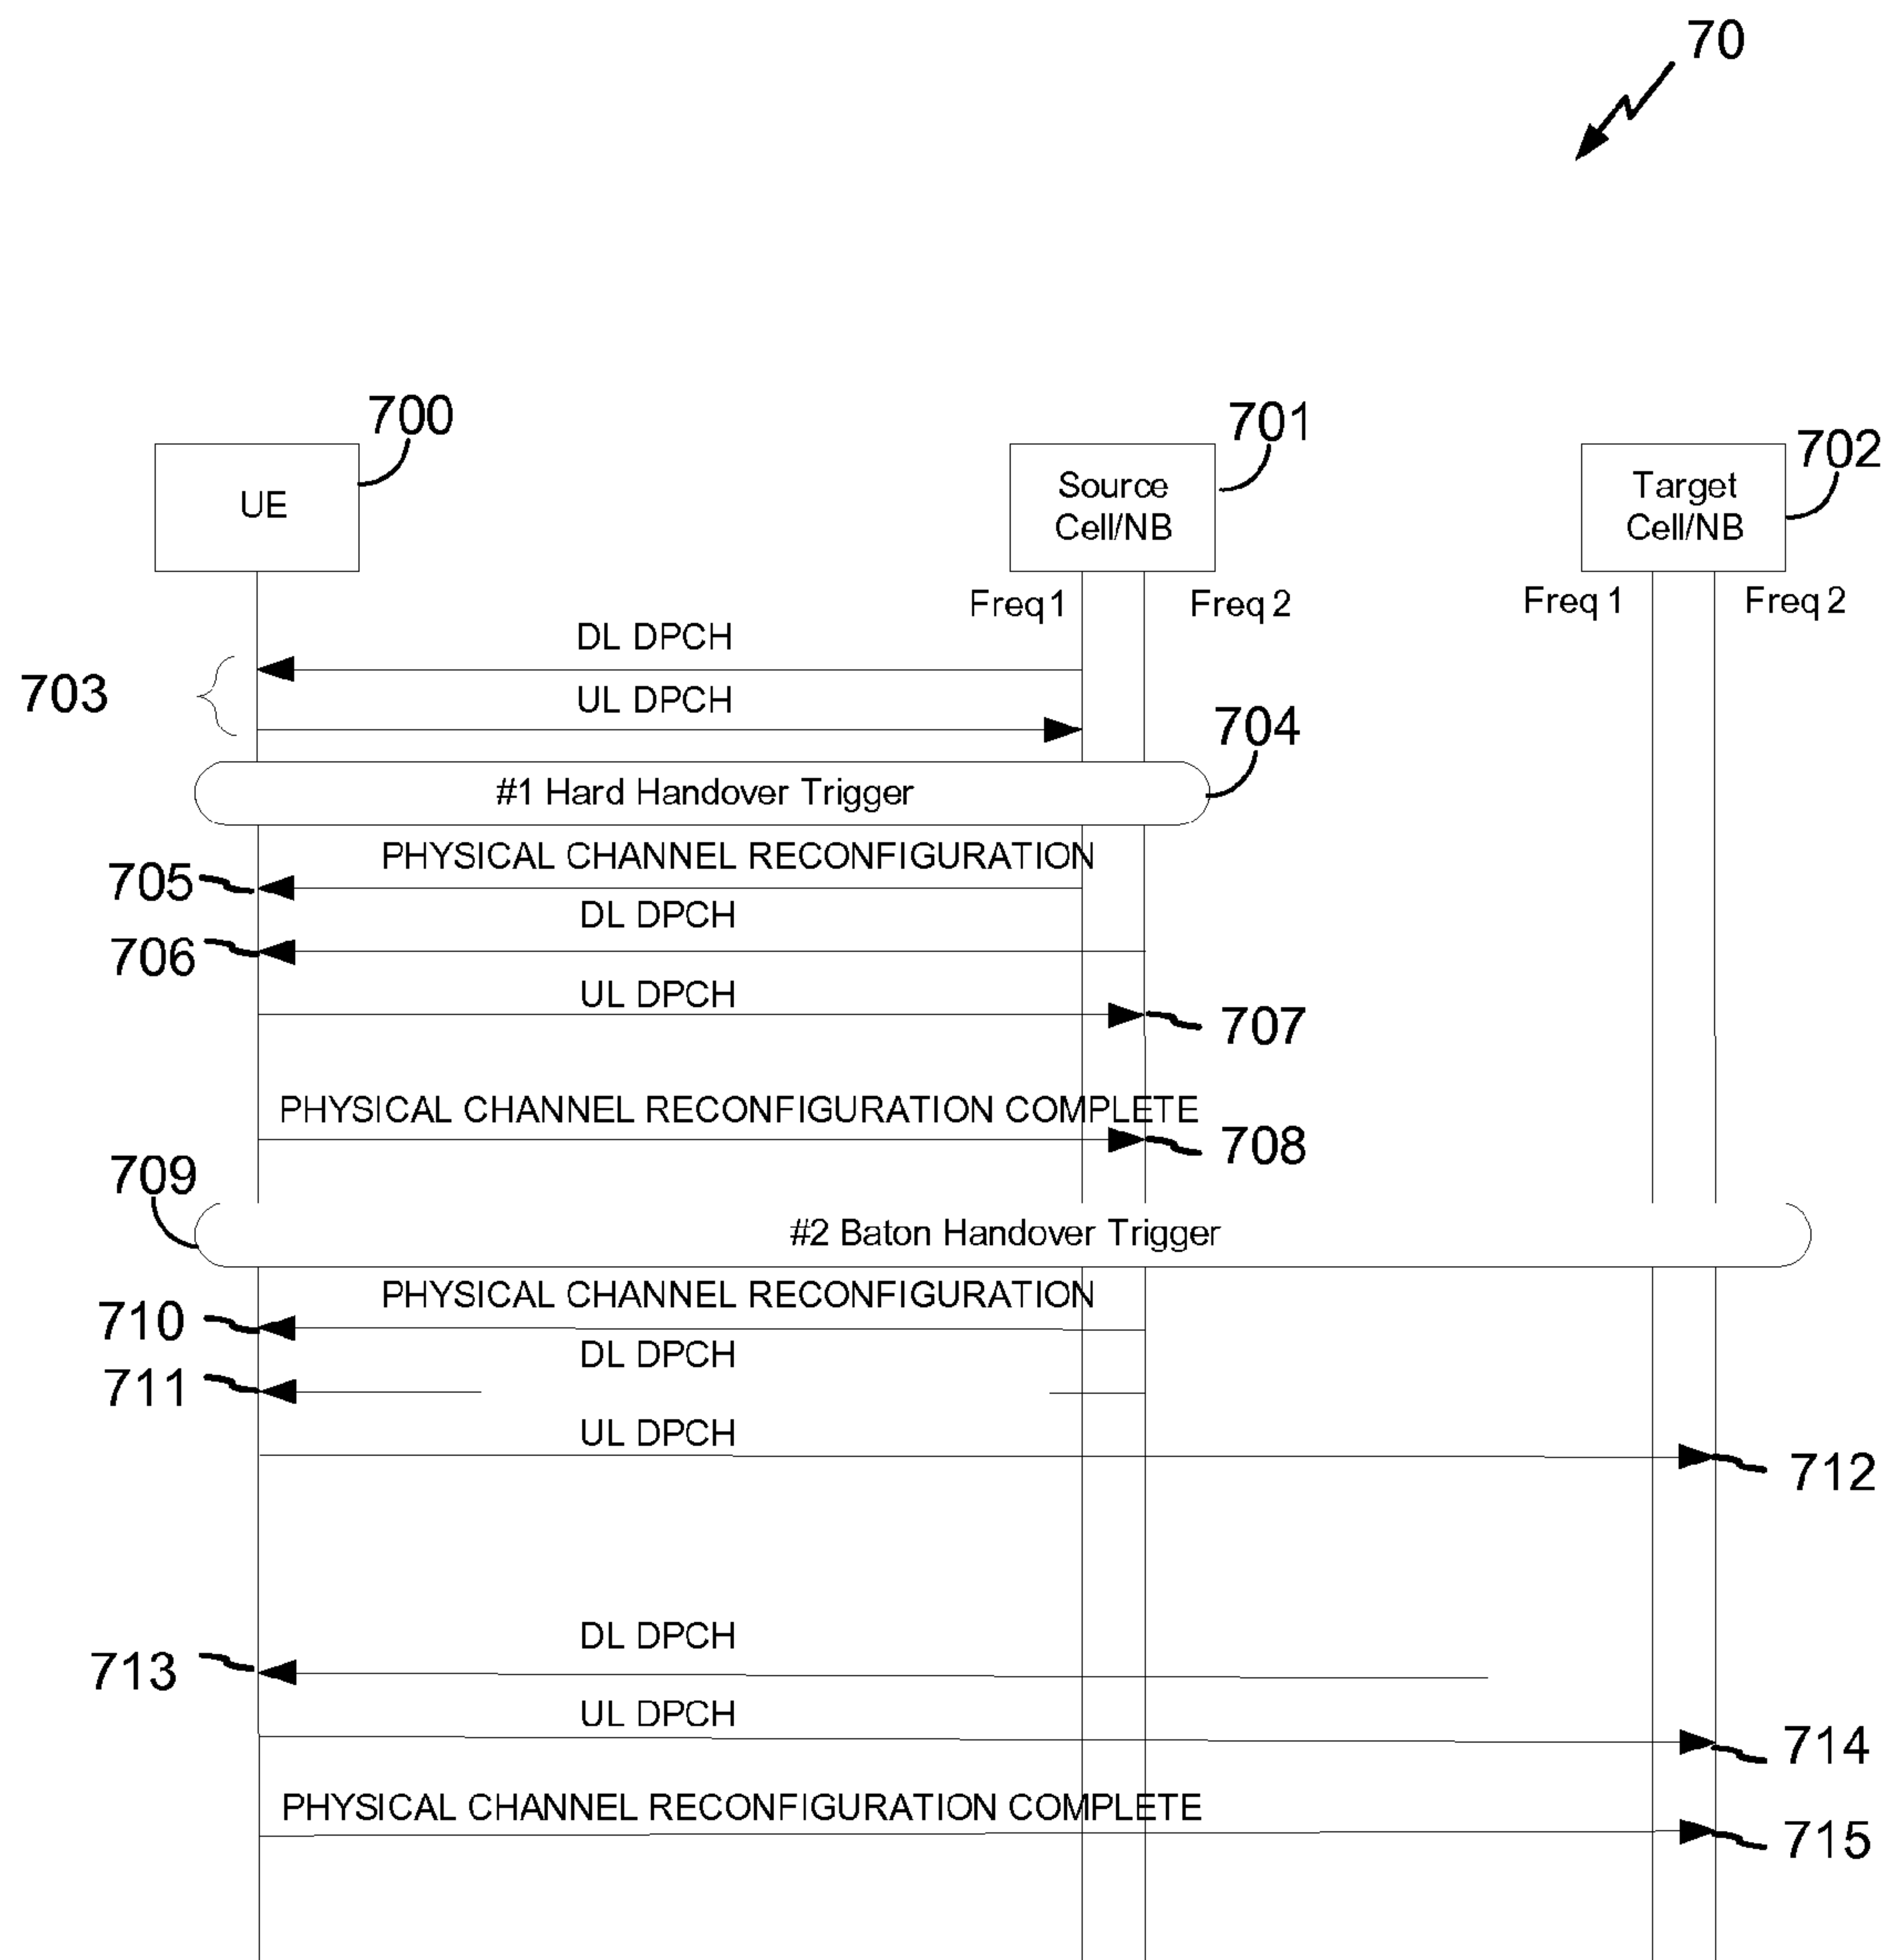 70
700
701
702
UE
Source
Cell/NB
Target
Cell/NB
Freq 1
Freq 2
Freq 1
Freq 2
DL DPCH
703
UL DPCH
704
#1 Hard Handover Trigger
PHYSICAL CHANNEL RECONFIGURATION
705
DL DPCH
706
UL DPCH
707
PHYSICAL CHANNEL RECONFIGURATION COMPLETE
708
709
#2 Baton Handover Trigger
PHYSICAL CHANNEL RECONFIGURATION
710
DL DPCH
711
UL DPCH
712
DL DPCH
713
UL DPCH
714
PHYSICAL CHANNEL RECONFIGURATION COMPLETE
715